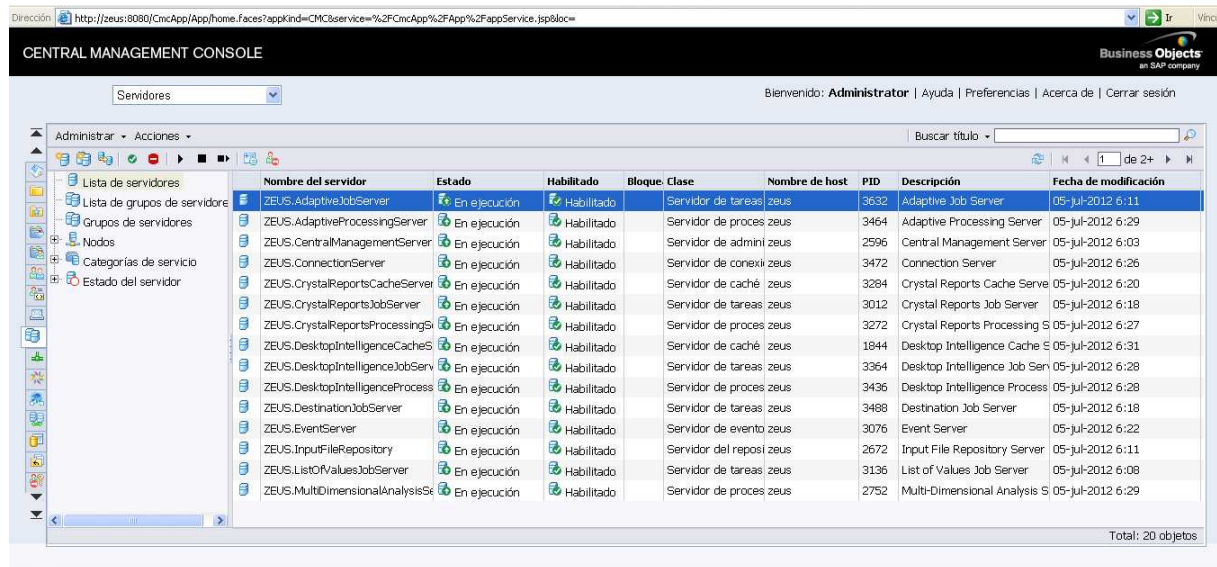 Dirección http://zeus:8080/CmcApp/App/home.faces?appKind=CMC&service=%2FCmcApp%2FApp%2FappService.jsp&loc= Ir Vínc
CENTRAL MANAGEMENT CONSOLE
Business Objects
an SAP company
Servidores
Bienvenido: Administrator | Ayuda | Preferencias | Acerca de | Cerrar sesión
Administrar Acciones Buscar título
1 de 2+
Lista de servidores
Lista de grupos de servidore
Grupos de servidores
Nodos
Categorías de servicio
Estado del servidor
Nombre del servidor Estado Habilitado Bloque Clase Nombre de host PID Descripción Fecha de modificación
ZEUS.AdaptiveJobServer En ejecución Habilitado Servidor de tareas zeus 3632 Adaptive Job Server 05-jul-2012 6:11
ZEUS.AdaptiveProcessingServer En ejecución Habilitado Servidor de proces zeus 3464 Adaptive Processing Server 05-jul-2012 6:29
ZEUS.CentralManagementServer En ejecución Habilitado Servidor de admini zeus 2596 Central Management Server 05-jul-2012 6:03
ZEUS.ConnectionServer En ejecución Habilitado Servidor de conexi zeus 3472 Connection Server 05-jul-2012 6:26
ZEUS.CrystalReportsCacheServer En ejecución Habilitado Servidor de caché zeus 3284 Crystal Reports Cache Serve 05-jul-2012 6:20
ZEUS.CrystalReportsJobServer En ejecución Habilitado Servidor de tareas zeus 3012 Crystal Reports Job Server 05-jul-2012 6:18
ZEUS.CrystalReportsProcessingS En ejecución Habilitado Servidor de proces zeus 3272 Crystal Reports Processing S 05-jul-2012 6:27
ZEUS.DesktopIntelligenceCacheS En ejecución Habilitado Servidor de caché zeus 1844 Desktop Intelligence Cache S 05-jul-2012 6:31
ZEUS.DesktopIntelligenceJobServ En ejecución Habilitado Servidor de tareas zeus 3364 Desktop Intelligence Job Serv 05-jul-2012 6:28
ZEUS.DesktopIntelligenceProcess En ejecución Habilitado Servidor de proces zeus 3436 Desktop Intelligence Process 05-jul-2012 6:28
ZEUS.DestinationJobServer En ejecución Habilitado Servidor de tareas zeus 3488 Destination Job Server 05-jul-2012 6:18
ZEUS.EventServer En ejecución Habilitado Servidor de evento zeus 3076 Event Server 05-jul-2012 6:22
ZEUS.InputFileRepository En ejecución Habilitado Servidor del reposi zeus 2672 Input File Repository Server 05-jul-2012 6:11
ZEUS.ListOfValuesJobServer En ejecución Habilitado Servidor de tareas zeus 3136 List of Values Job Server 05-jul-2012 6:08
ZEUS.MultiDimensionalAnalysisSe En ejecución Habilitado Servidor de proces zeus 2752 Multi-Dimensional Analysis S 05-jul-2012 6:29
Total: 20 objetos